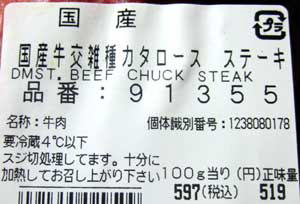 国産
プラ
国産牛交雑種カタロース ステーキ
DMST. BEEF CHUCK STEAK
品番:91355
名称:牛肉 個体識別番号:1238080178
要冷蔵4℃以下
スジ切処理してます。十分に
加熱してお召し上がり下さい 100g当り(円) 正味量
597(税込) 519